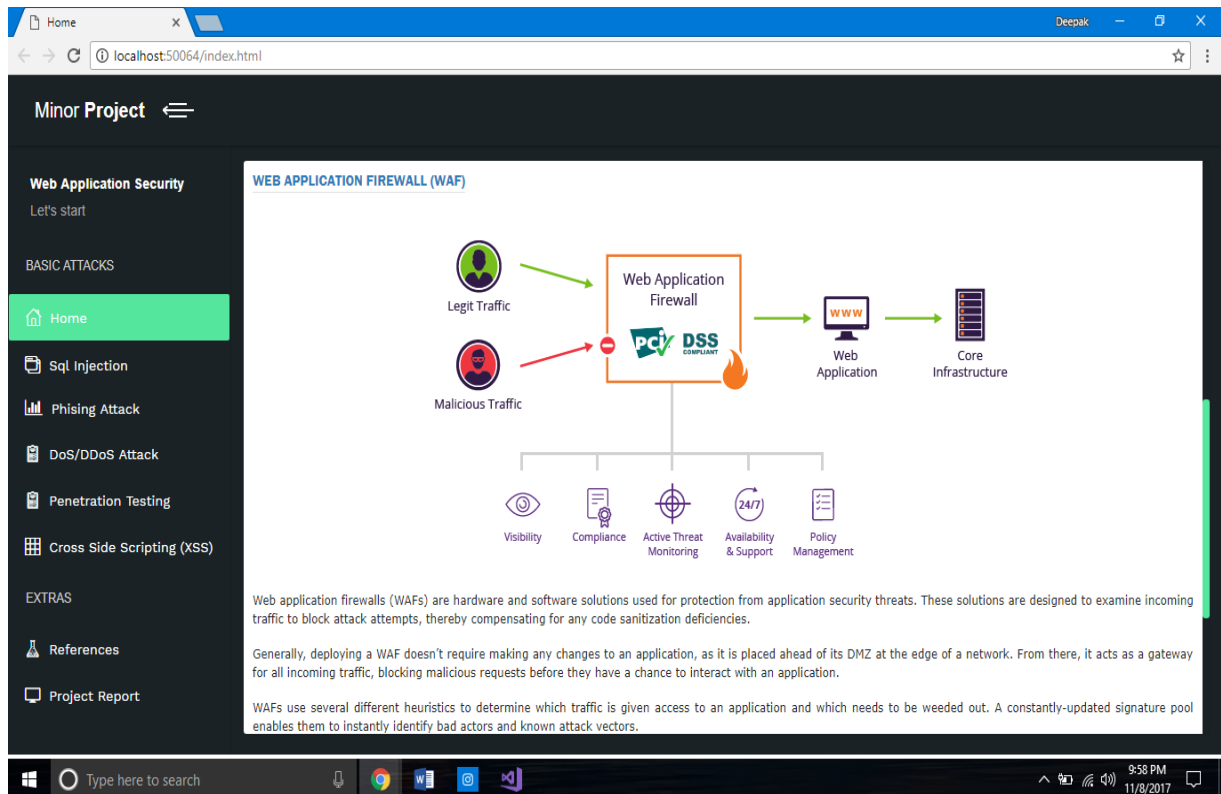 Home
Deepak
localhost:50064/index.html
Minor Project
Web Application Security
Let's start
BASIC ATTACKS
Home
Sql Injection
Phising Attack
DoS/DDoS Attack
Penetration Testing
Cross Side Scripting (XSS)
EXTRAS
References
Project Report
WEB APPLICATION FIREWALL (WAF)
Legit Traffic
Malicious Traffic
Web Application
Firewall
PCI DSS
COMPLIANT
WWW
Web
Application
Core
Infrastructure
Visibility
Compliance
Active Threat
Monitoring
24/7
Availability
& Support
Policy
Management
Web application firewalls (WAFs) are hardware and software solutions used for protection from application security threats. These solutions are designed to examine incoming
traffic to block attack attempts, thereby compensating for any code sanitization deficiencies.
Generally, deploying a WAF doesn't require making any changes to an application, as it is placed ahead of its DMZ at the edge of a network. From there, it acts as a gateway
for all incoming traffic, blocking malicious requests before they have a chance to interact with an application.
WAFs use several different heuristics to determine which traffic is given access to an application and which needs to be weeded out. A constantly-updated signature pool
enables them to instantly identify bad actors and known attack vectors.
Type here to search
9:58 PM
11/8/2017